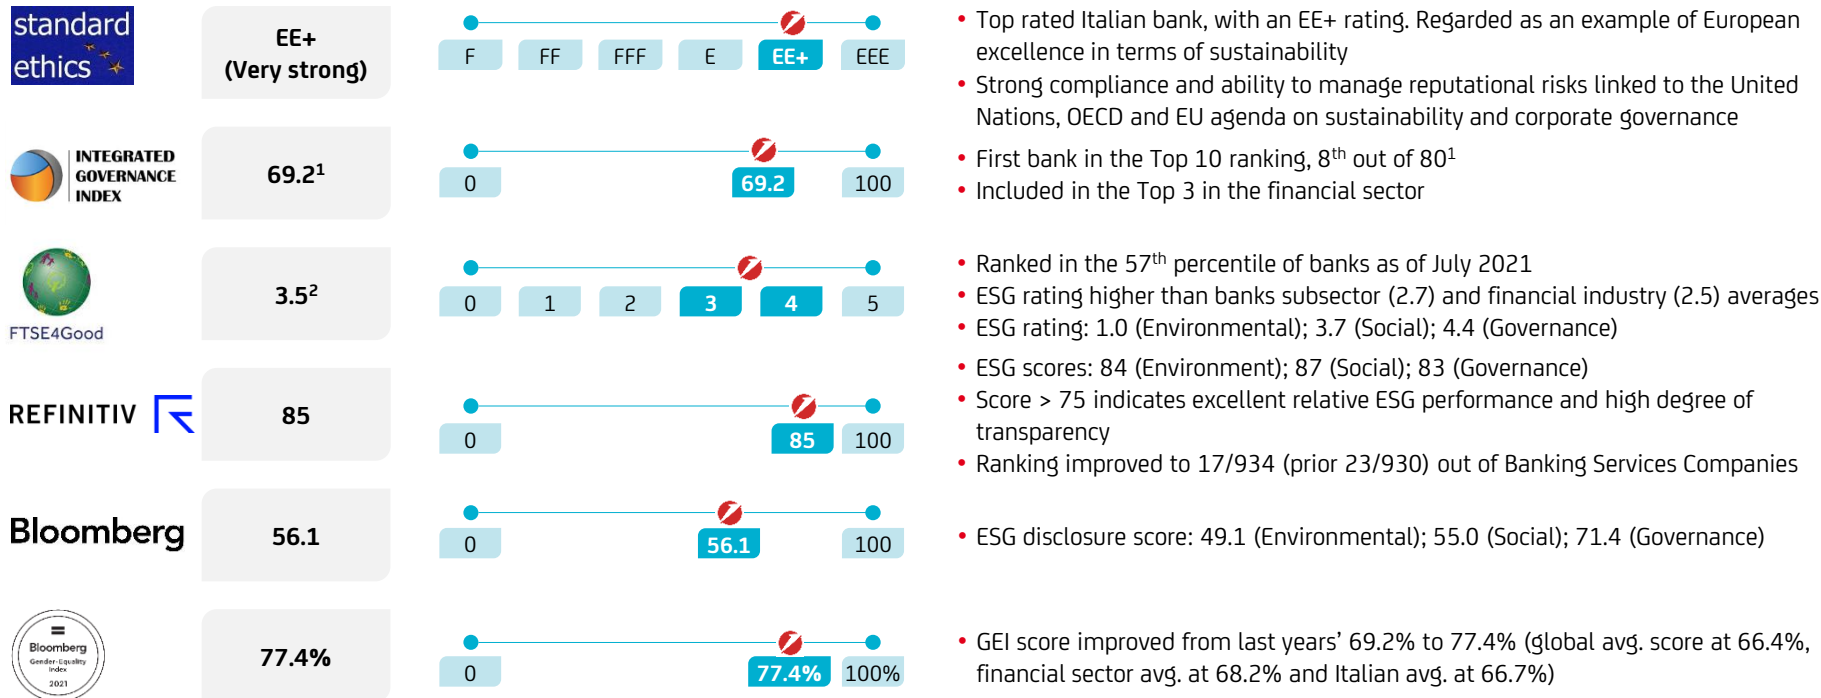 standard
ethics
EE+
(Very strong)
F FF FFF E EE+ EEE
• Top rated Italian bank, with an EE+ rating. Regarded as an example of European
excellence in terms of sustainability
• Strong compliance and ability to manage reputational risks linked to the United
Nations, OECD and EU agenda on sustainability and corporate governance
INTEGRATED
GOVERNANCE
INDEX
69.2¹
0 69.2 100
• First bank in the Top 10 ranking, 8th out of 80¹
• Included in the Top 3 in the financial sector
FTSE4Good
3.5²
0 1 2 3 4 5
• Ranked in the 57th percentile of banks as of July 2021
• ESG rating higher than banks subsector (2.7) and financial industry (2.5) averages
• ESG rating: 1.0 (Environmental); 3.7 (Social); 4.4 (Governance)
REFINITIV
85
0 85 100
• ESG scores: 84 (Environment); 87 (Social); 83 (Governance)
• Score > 75 indicates excellent relative ESG performance and high degree of
transparency
• Ranking improved to 17/934 (prior 23/930) out of Banking Services Companies
Bloomberg
56.1
0 56.1 100
• ESG disclosure score: 49.1 (Environmental); 55.0 (Social); 71.4 (Governance)
Bloomberg
Gender-Equality
Index
2021
77.4%
0 77.4% 100%
• GEI score improved from last years' 69.2% to 77.4% (global avg. score at 66.4%,
financial sector avg. at 68.2% and Italian avg. at 66.7%)